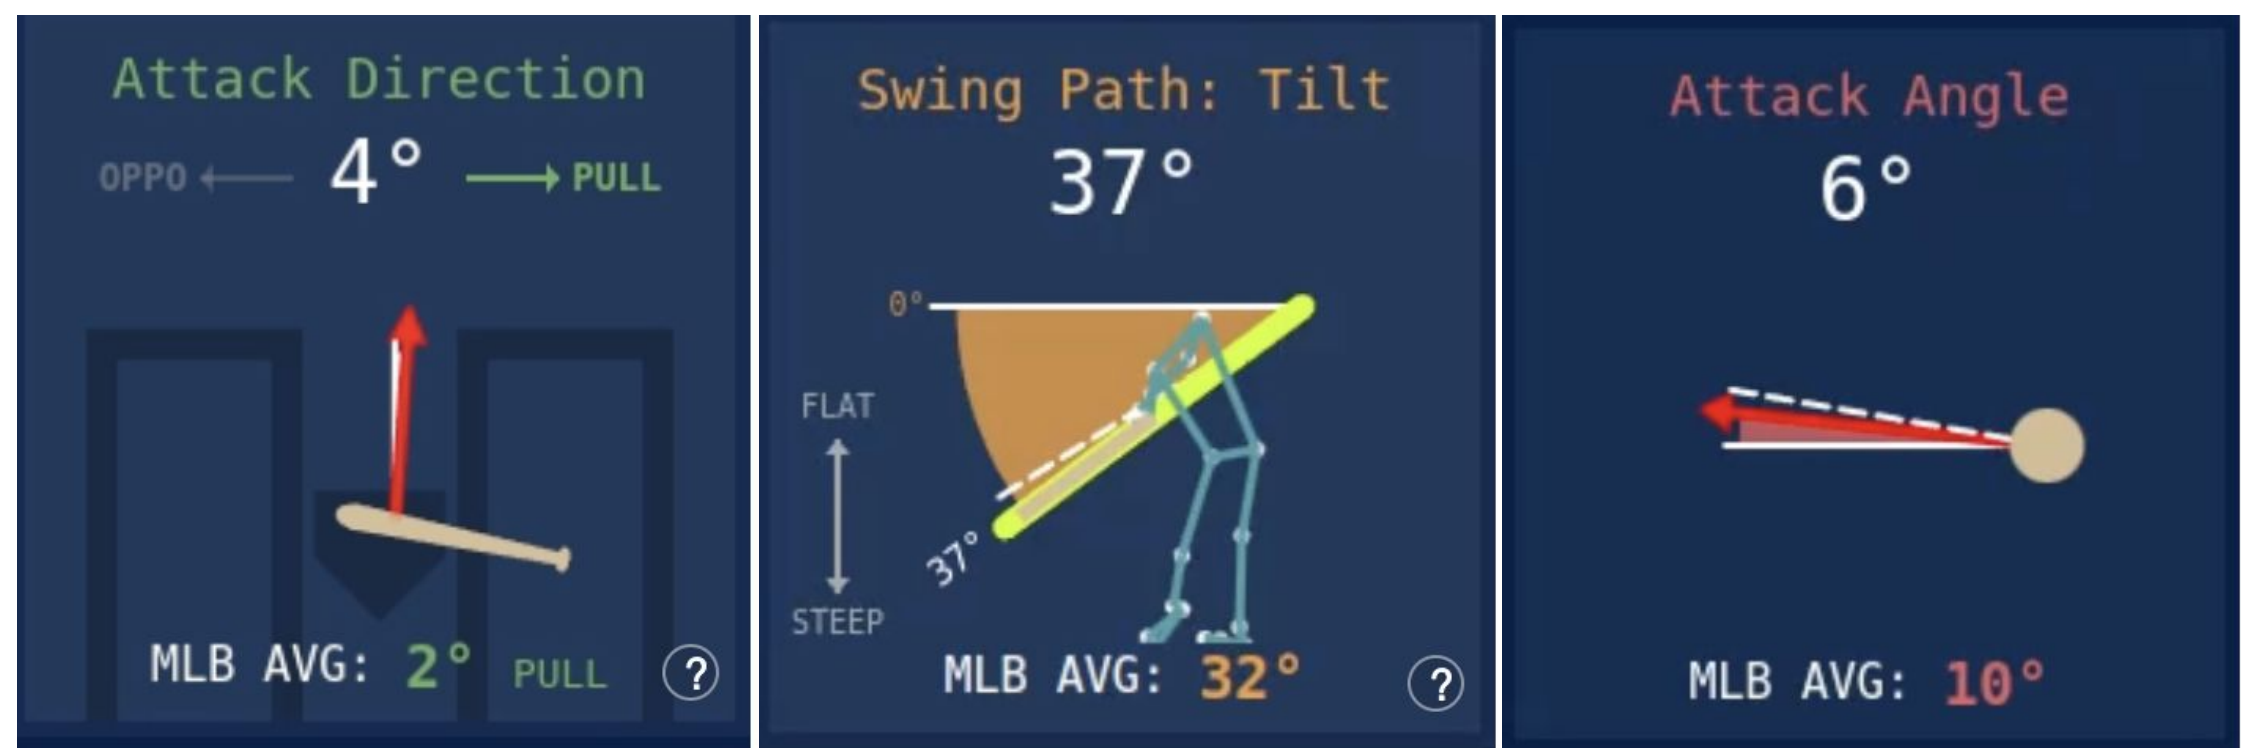 Attack Direction
OPPO ← 4° → PULL
MLB AVG: 2° PULL ?
Swing Path: Tilt
37°
0°
FLAT
37°
STEEP
MLB AVG: 32° ?
Attack Angle
6°
MLB AVG: 10°